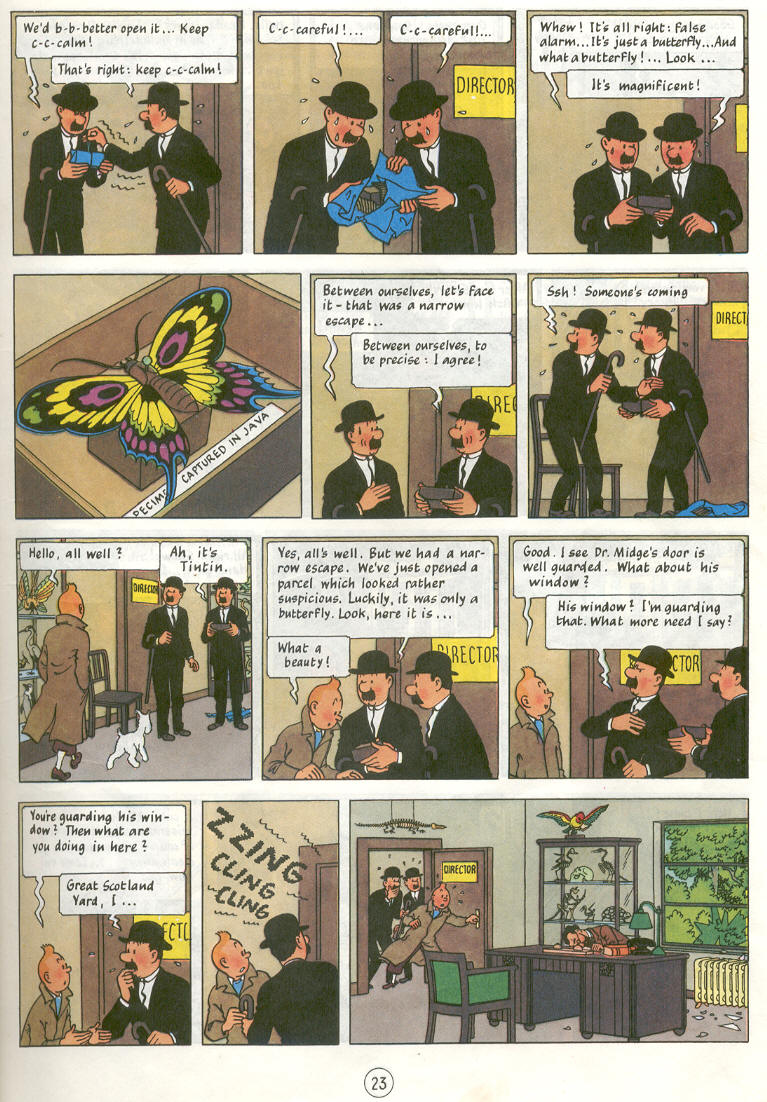 We'd b-b-better open it... Keep
c-c-calm!
That's right: keep c-c-calm!
C-c-careful!...
C-c-careful!...
DIRECTOR
Whew! It's all right: false
alarm...It's just a butterfly...And
what a butterfly!... Look...
It's magnificent!
PECIME CAPTURED IN JAVA
Between ourselves, let's face
it - that was a narrow
escape...
Between ourselves, to
be precise: I agree!
DIREC
Ssh! Someone's coming
DIRECT
Hello, all well?
Ah, it's
Tintin.
DIRECTOR
Yes, all's well. But we had a nar-
row escape. We've just opened a
parcel which looked rather
suspicious. Luckily, it was only a
butterfly. Look, here it is...
What a
beauty!
DIRECTOR
Good. I see Dr. Midge's door is
well guarded. What about his
window?
His window? I'm guarding
that. What more need I say?
CTOR
You're guarding his win-
dow? Then what are
you doing in here?
Great Scotland
Yard, I...
ECTO
ZZING
CLING
CLING
DIRECTOR
23